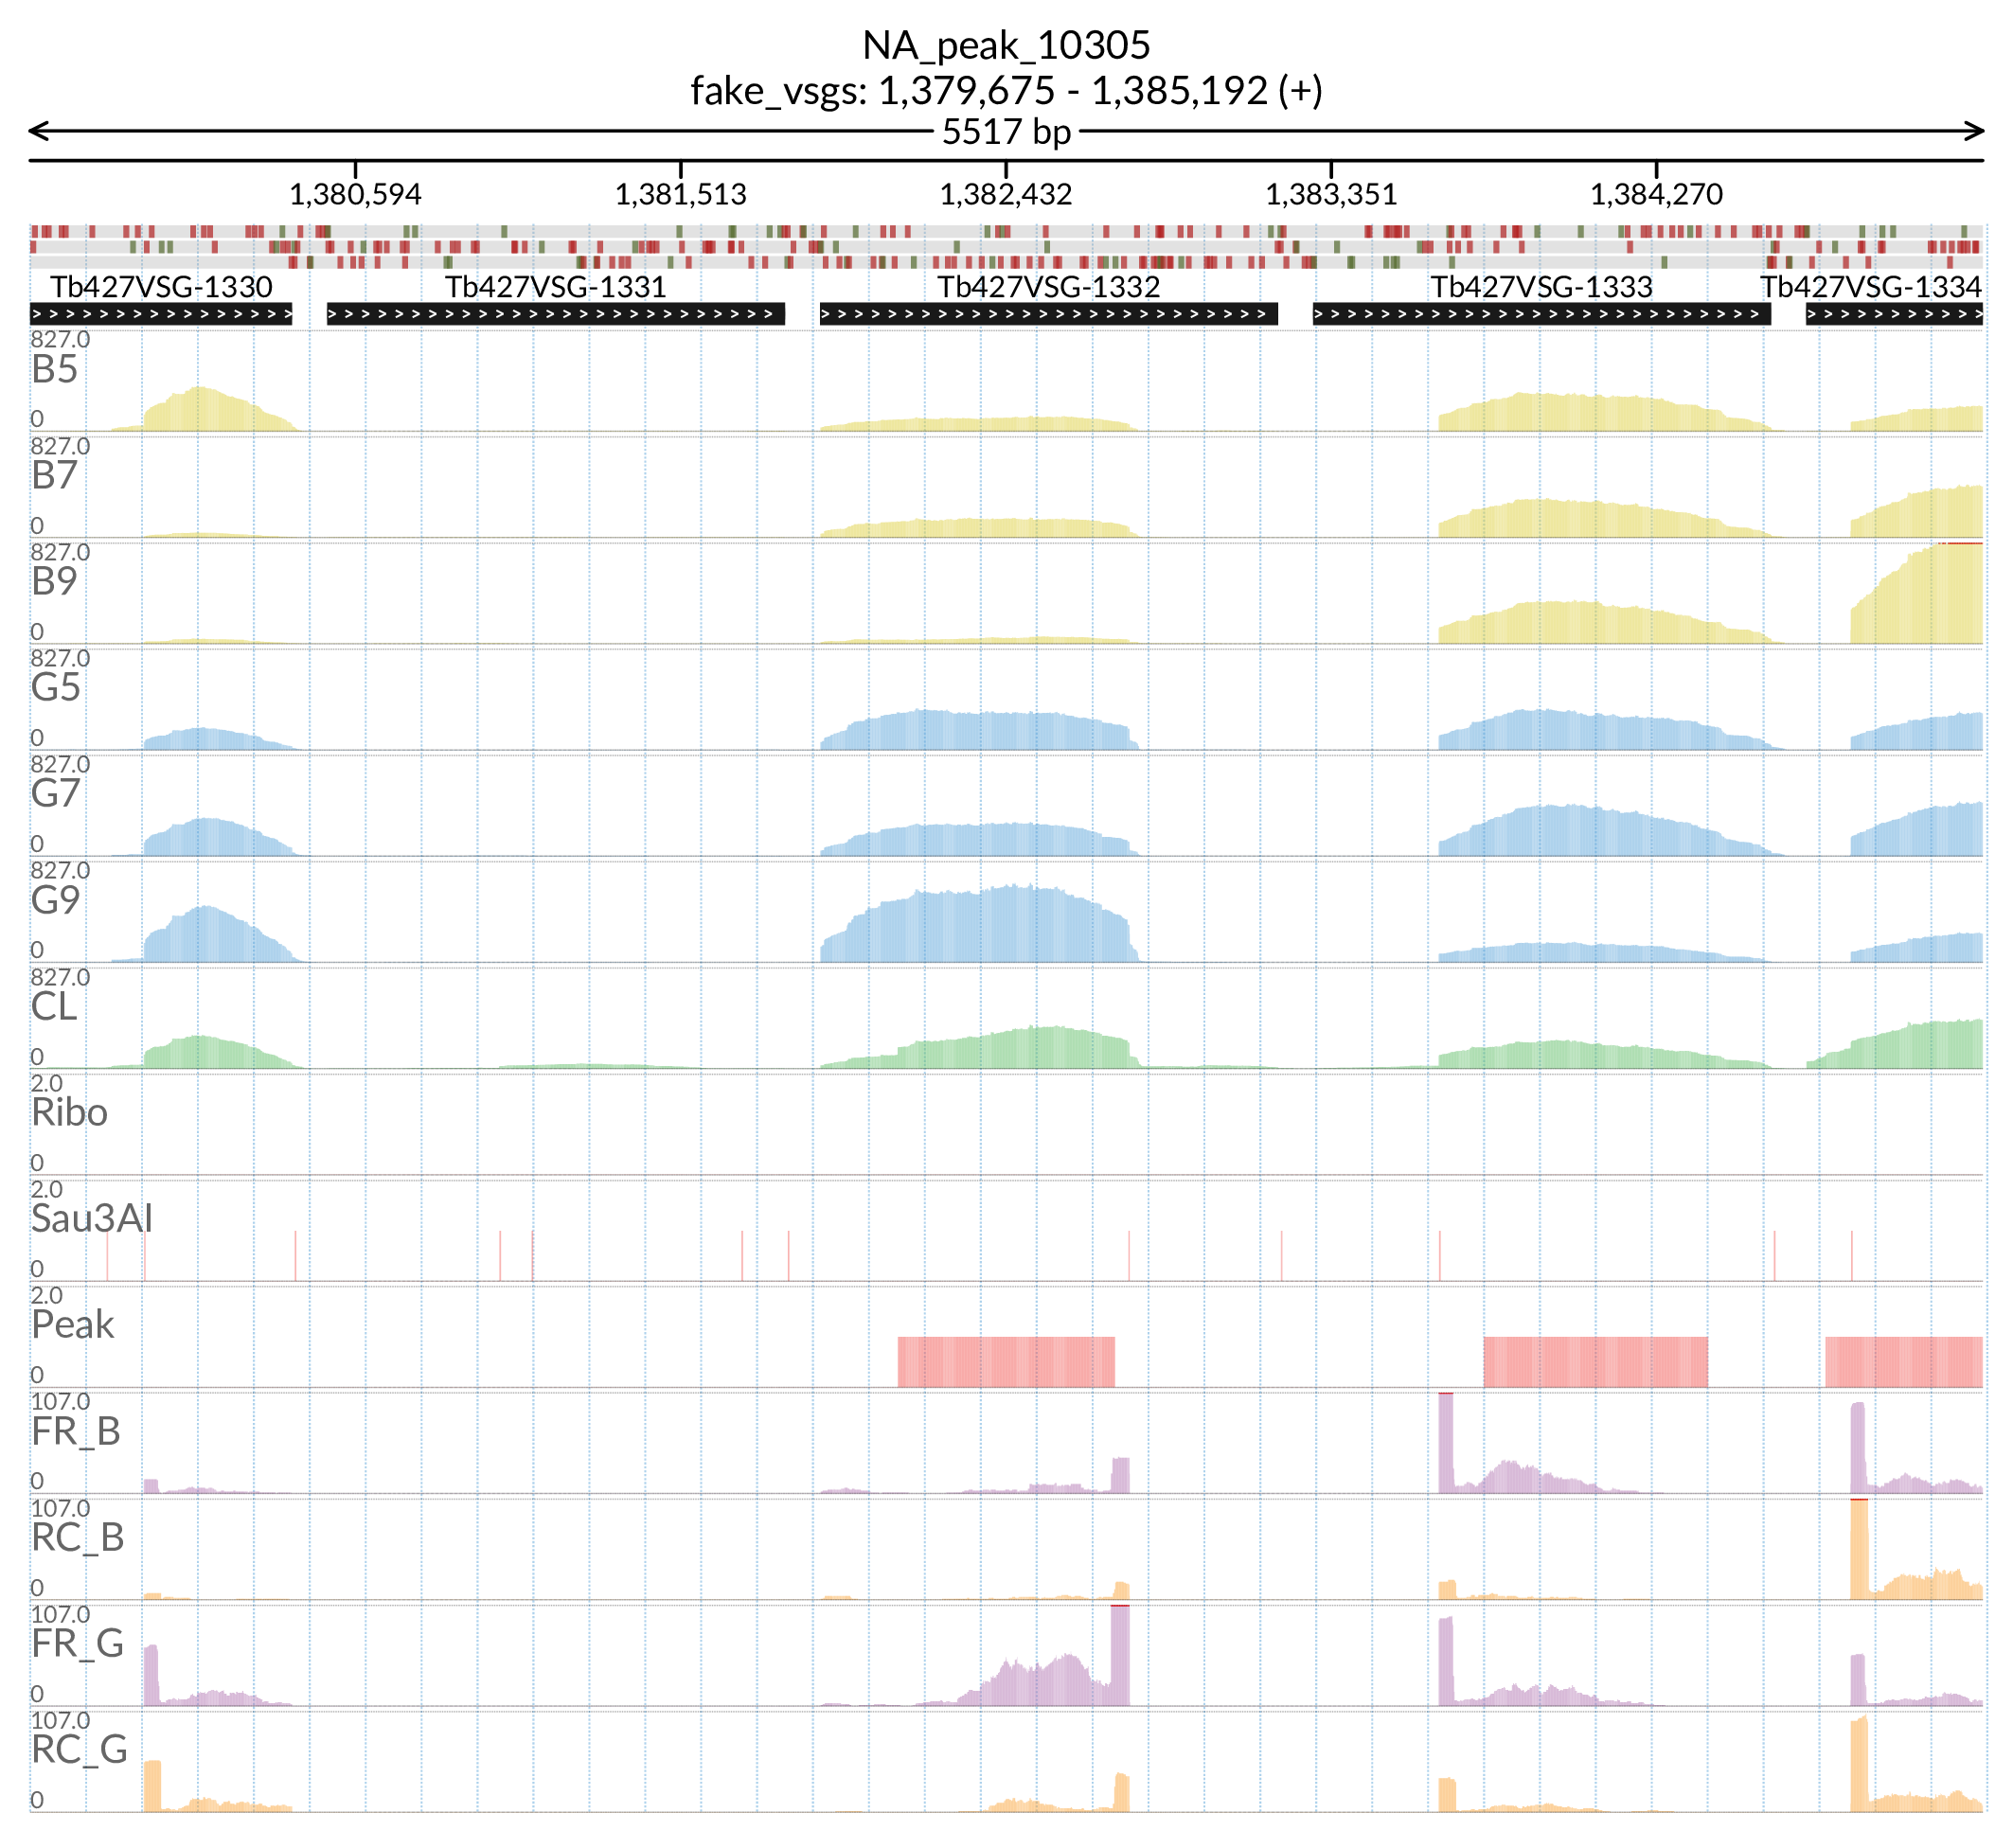 NA_peak_10305
fake_vsgs: 1,379,675 - 1,385,192 (+)
5517 bp
1,380,594 1,381,513 1,382,432 1,383,351 1,384,270
Tb427VSG-1330 Tb427VSG-1331 Tb427VSG-1332 Tb427VSG-1333 Tb427VSG-1334
827.0
B5
0
827.0
B7
0
827.0
B9
0
827.0
G5
0
827.0
G7
0
827.0
G9
0
827.0
CL
0
2.0
Ribo
0
2.0
Sau3AI
0
2.0
Peak
0
107.0
FR_B
0
107.0
RC_B
0
107.0
FR_G
0
107.0
RC_G
0